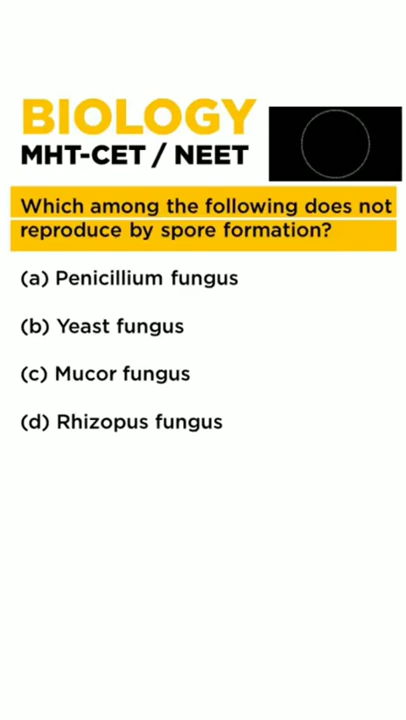 BIOLOGY
MHT-CET / NEET
Which among the following does not
reproduce by spore formation?
(a) Penicillium fungus
(b) Yeast fungus
(c) Mucor fungus
(d) Rhizopus fungus